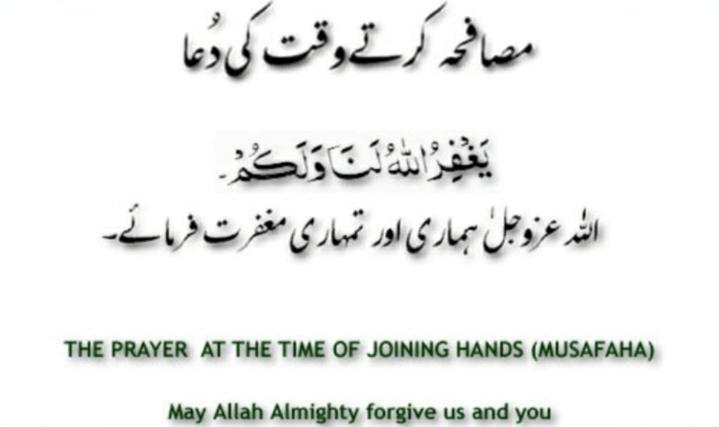 مصافحہ کرتے وقت کی دُعا
يَغْفِرُ اللّٰهُ لَنَا وَلَكُمْ۔
اللہ عزوجلٰ ہماری اور تمہاری مغفرت فرمائے۔
THE PRAYER AT THE TIME OF JOINING HANDS (MUSAFAHA)
May Allah Almighty forgive us and you